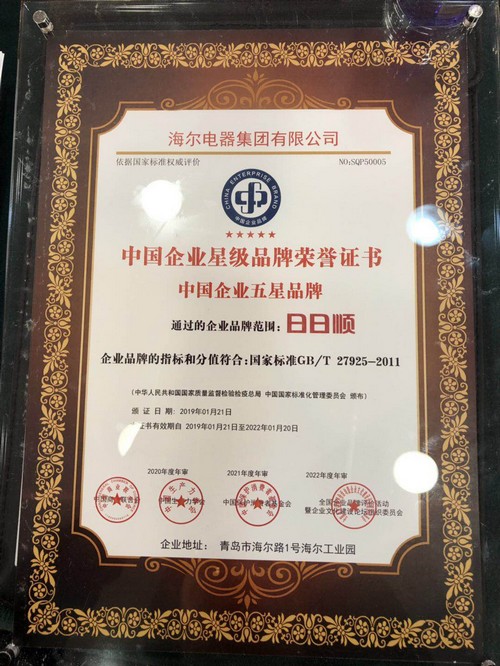 海尔电器集团有限公司
依据国家标准权威评价 NO:SQP50005
CHINA ENTERPRISE BRAND
中国企业品牌
中国企业星级品牌荣誉证书
中国企业五星品牌
通过的企业品牌范围：日日顺
企业品牌的指标和分值符合：国家标准GB/T 27925-2011
（中华人民共和国国家质量监督检验检疫总局 中国国家标准化管理委员会 颁布）
颁 证 日 期： 2019年01月21日
证书有效期自 2019年01月21日至2022年01月20日
2020年度年审 2021年度年审 2022年度年审
企业地址： 青岛市海尔路1号海尔工业园